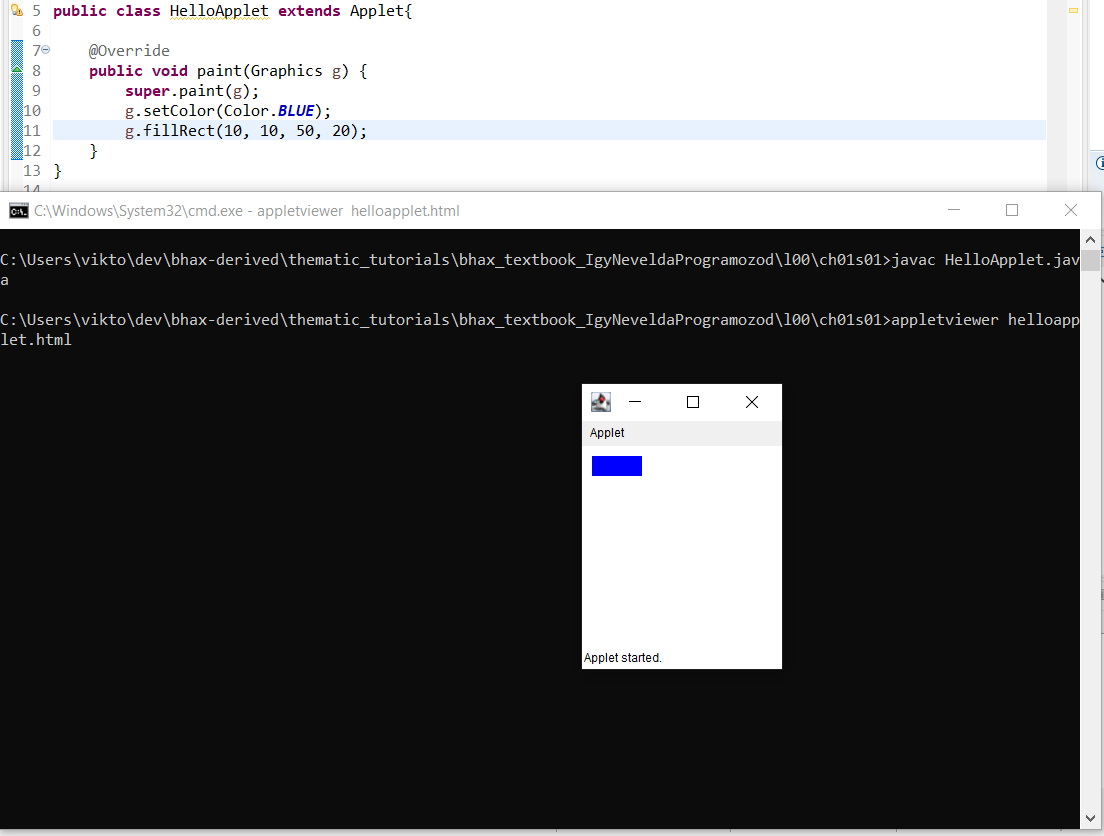 5 public class HelloApplet extends Applet{
6
7 @Override
8 public void paint(Graphics g) {
9 super.paint(g);
10 g.setColor(Color.BLUE);
11 g.fillRect(10, 10, 50, 20);
12 }
13 }
14
C:\Windows\System32\cmd.exe - appletviewer helloapplet.html
C:\Users\vikto\dev\bhax-derived\thematic_tutorials\bhax_textbook_IgyNeveldaProgramozod\l00\ch01s01>javac HelloApplet.jav
a
C:\Users\vikto\dev\bhax-derived\thematic_tutorials\bhax_textbook_IgyNeveldaProgramozod\l00\ch01s01>appletviewer helloapp
let.html
Applet
Applet started.